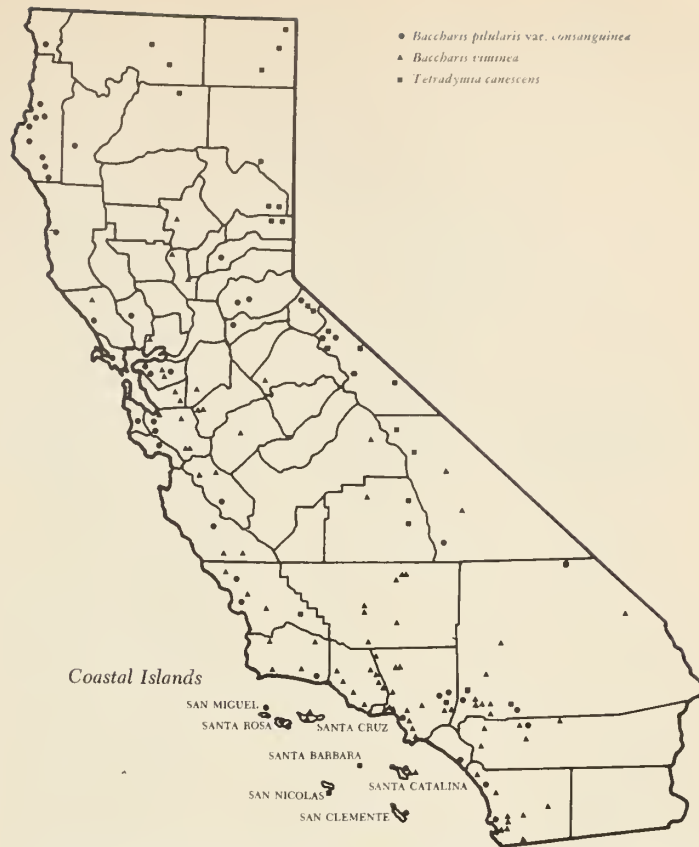 ● Baccharis pilularis var. consanguinea
▲ Baccharis viminea
■ Tetradymia canescens
Coastal Islands
SAN MIGUEL
SANTA ROSA
SANTA CRUZ
SANTA BARBARA
SANTA CATALINA
SAN NICOLAS
SAN CLEMENTE